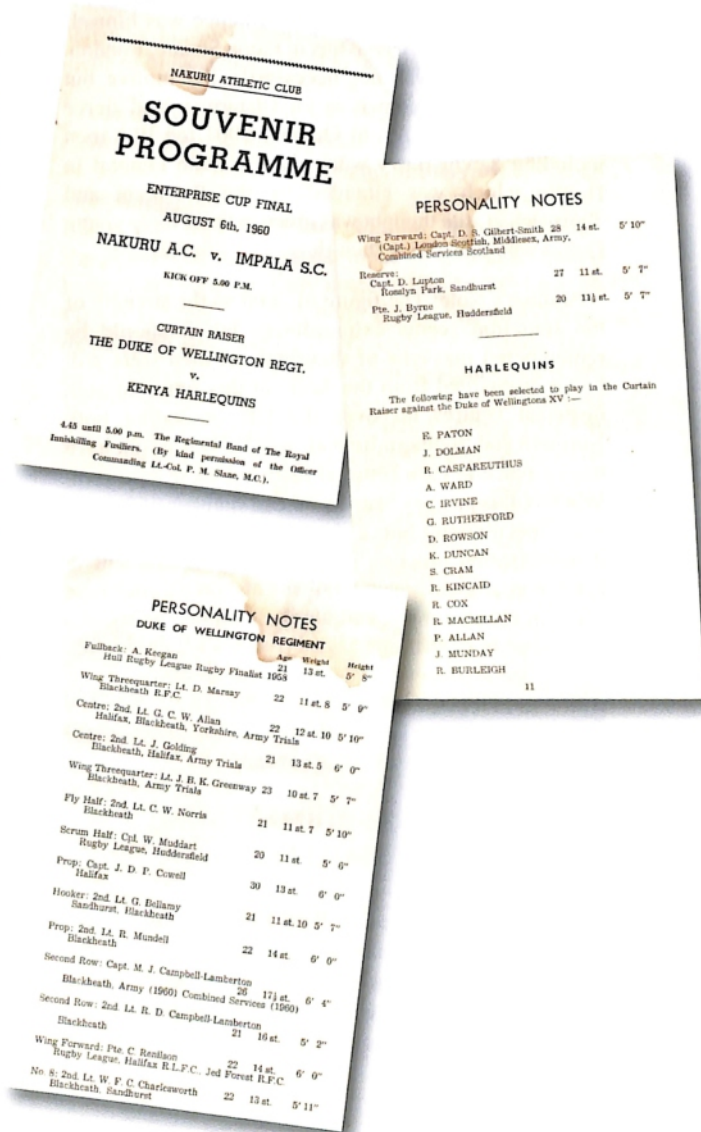 NAKURU ATHLETIC CLUB
SOUVENIR
PROGRAMME
ENTERPRISE CUP FINAL
AUGUST 6th, 1960
NAKURU A.C. v. IMPALA S.C.
KICK OFF 5.00 P.M.
CURTAIN RAISER
THE DUKE OF WELLINGTON REGT.
v.
KENYA HARLEQUINS
4.45 until 5.00 p.m. The Regimental Band of The Royal
Inniskilling Fusiliers. (By kind permission of the Officer
Commanding Lt.-Col. P. M. Slane, M.C.).
PERSONALITY NOTES
Wing Forward: Capt. D. S. Gilbert-Smith 28 14 st. 5' 10"
(Capt.) London Scottish, Middlesex, Army,
Combined Services Scotland
Reserve:
Capt. D. Lupton 27 11 st. 5' 7"
Rosslyn Park, Sandhurst
Pte. J. Byrne 20 11½ st. 5' 7"
Rugby League, Huddersfield
HARLEQUINS
The following have been selected to play in the Curtain
Raiser against the Duke of Wellingtons XV :—
E. PATON
J. DOLMAN
R. CASPAREUTHUS
A. WARD
C. IRVINE
G. RUTHERFORD
D. ROWSON
K. DUNCAN
S. CRAM
R. KINCAID
R. COX
R. MACMILLAN
P. ALLAN
J. MUNDAY
R. BURLEIGH
11
PERSONALITY NOTES
DUKE OF WELLINGTON REGIMENT
Age Weight Height
Fullback: A. Keegan 21 13 st. 5' 8"
Hull Rugby League Rugby Finalist 1958
Wing Threequarter: Lt. D. Marsay 22 11 st. 8 5' 9"
Blackheath R.F.C.
Centre: 2nd. Lt. G. C. W. Allan 22 12 st. 10 5' 10"
Halifax, Blackheath, Yorkshire, Army Trials
Centre: 2nd. Lt. J. Golding 21 13 st. 5 6' 0"
Blackheath, Halifax, Army Trials
Wing Threequarter: Lt. J. B. K. Greenway 23 10 st. 7 5' 7"
Blackheath, Army Trials
Fly Half: 2nd. Lt. C. W. Norris 21 11 st. 7 5' 10"
Blackheath
Scrum Half: Cpl. W. Muddart 20 11 st. 5' 6"
Rugby League, Huddersfield
Prop: Capt. J. D. P. Cowell 30 13 st. 6' 0"
Halifax
Hooker: 2nd. Lt. G. Bellamy 21 11 st. 10 5' 7"
Sandhurst, Blackheath
Prop: 2nd. Lt. R. Mundell 22 14 st. 6' 0"
Blackheath
Second Row: Capt. M. J. Campbell-Lamberton
26 17½ st. 6' 4"
Blackheath, Army (1960) Combined Services (1960)
Second Row: 2nd. Lt. R. D. Campbell-Lamberton
21 16 st. 5' 2"
Blackheath
Wing Forward: Pte. C. Renilson 22 14 st. 6' 0"
Rugby League, Halifax R.L.F.C., Jed Forest R.F.C.
No. 8: 2nd. Lt. W. F. C. Charlesworth 22 13 st. 5' 11"
Blackheath, Sandhurst